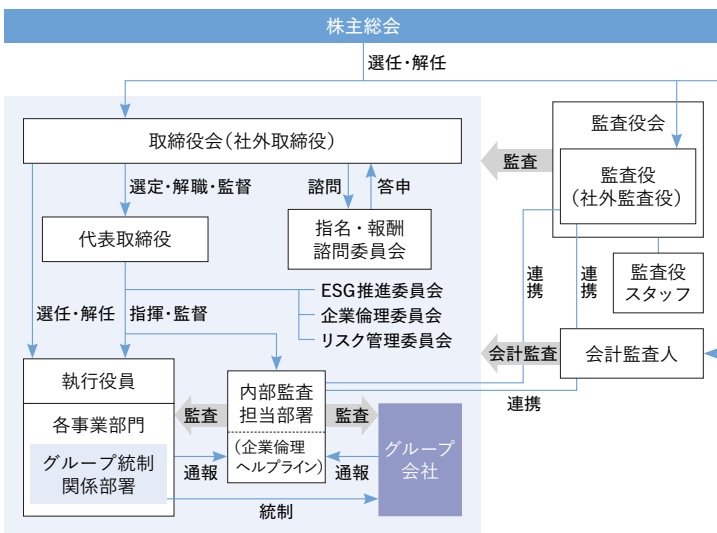 株主総会
選任・解任
取締役会(社外取締役)
監査役会
監査役
(社外監査役)
監査
選定・解職・監督
諮問
答申
代表取締役
指名・報酬
諮問委員会
監査役
スタッフ
連携
連携
ESG推進委員会
企業倫理委員会
リスク管理委員会
選任・解任
指揮・監督
会計監査
会計監査人
執行役員
各事業部門
グループ統制
関係部署
内部監査
担当部署
(企業倫理
ヘルプライン)
監査
監査
連携
グループ
会社
通報
通報
統制